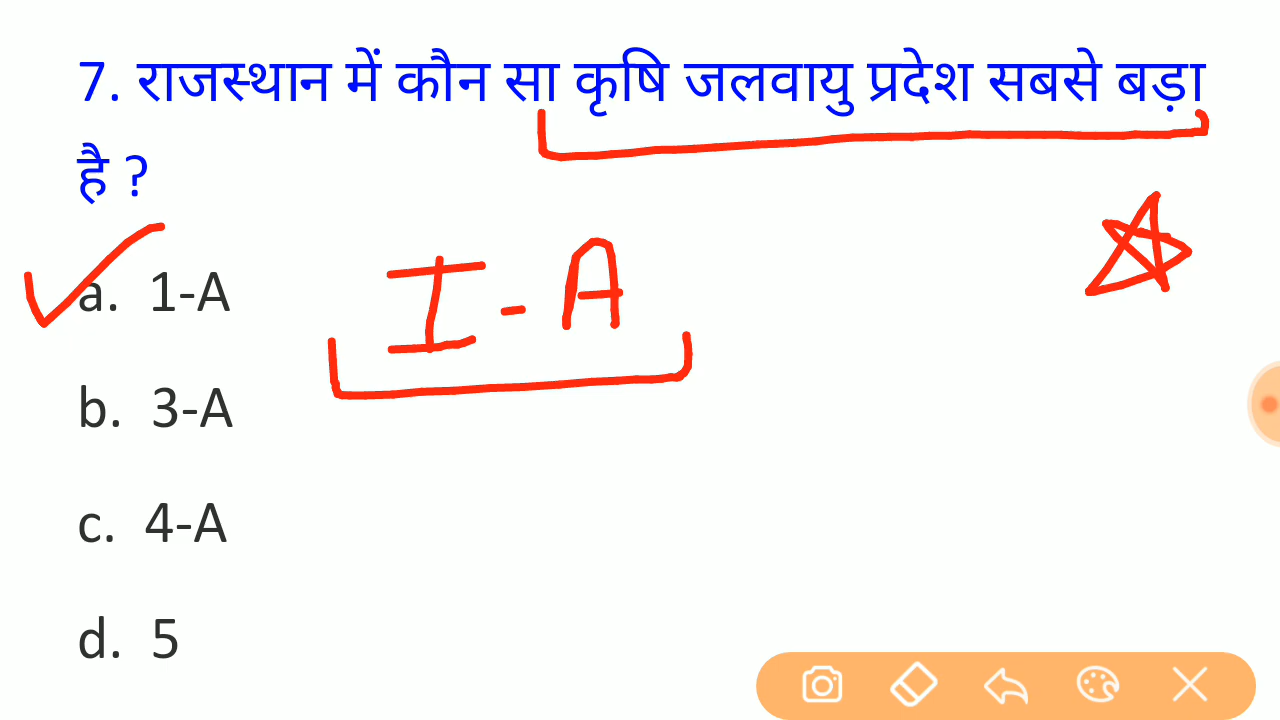 7. राजस्थान में कौन सा कृषि जलवायु प्रदेश सबसे बड़ा
है ?
a. 1-A
I - A
b. 3-A
c. 4-A
d. 5